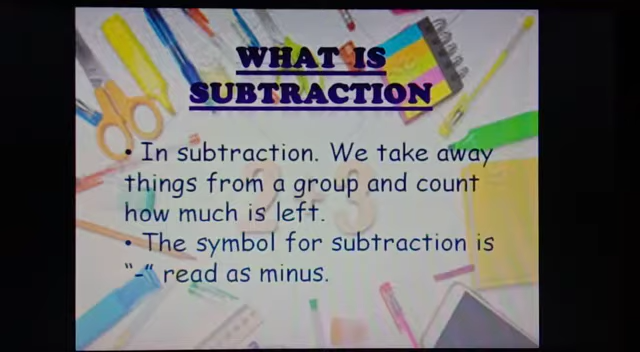 WHAT IS
SUBTRACTION
• In subtraction. We take away
things from a group and count
how much is left.
• The symbol for subtraction is
“-” read as minus.